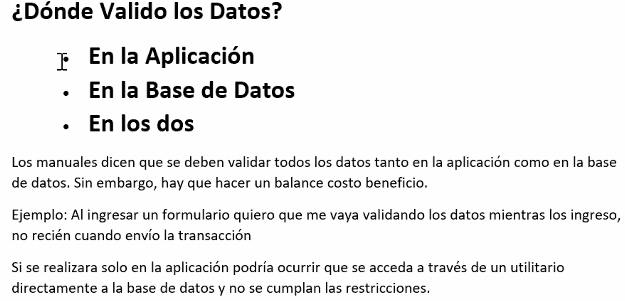 ¿Dónde Valido los Datos?
• En la Aplicación
• En la Base de Datos
• En los dos
Los manuales dicen que se deben validar todos los datos tanto en la aplicación como en la base
de datos. Sin embargo, hay que hacer un balance costo beneficio.
Ejemplo: Al ingresar un formulario quiero que me vaya validando los datos mientras los ingreso,
no recién cuando envío la transacción
Si se realizara solo en la aplicación podría ocurrir que se acceda a través de un utilitario
directamente a la base de datos y no se cumplan las restricciones.